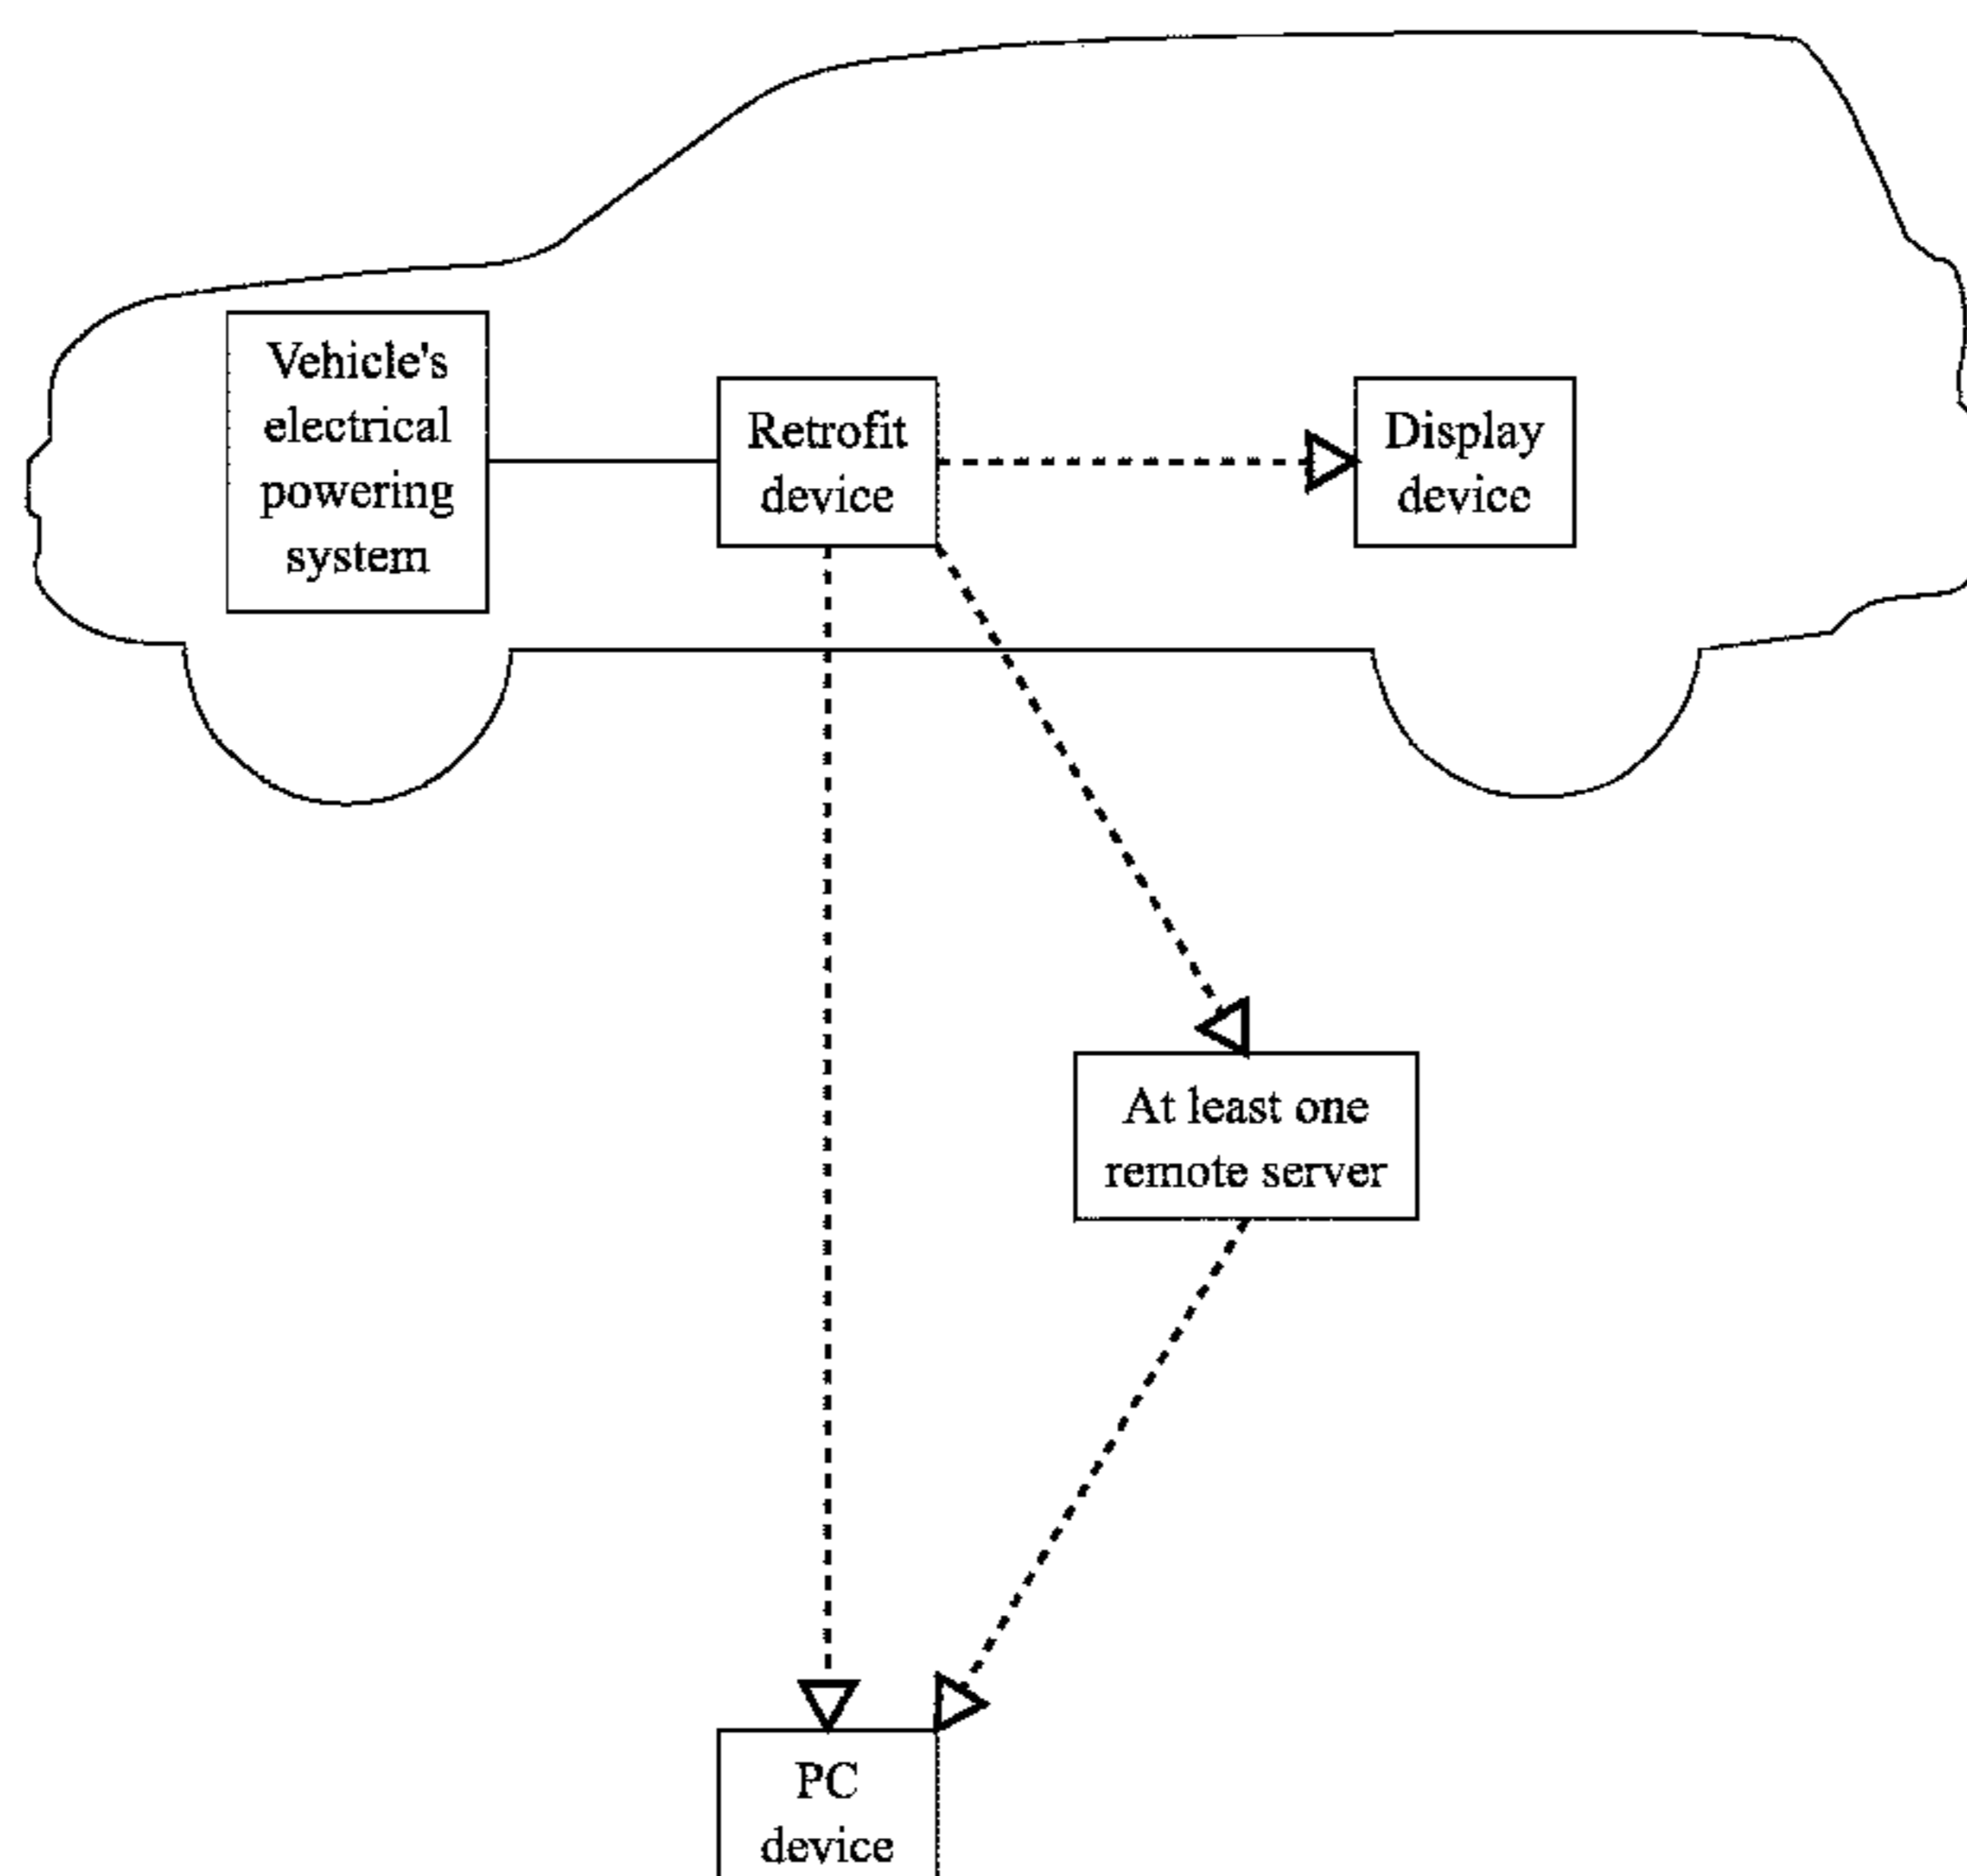 Vehicle's
electrical
powering
system
Retrofit
device
Display
device
At least one
remote server
PC
device